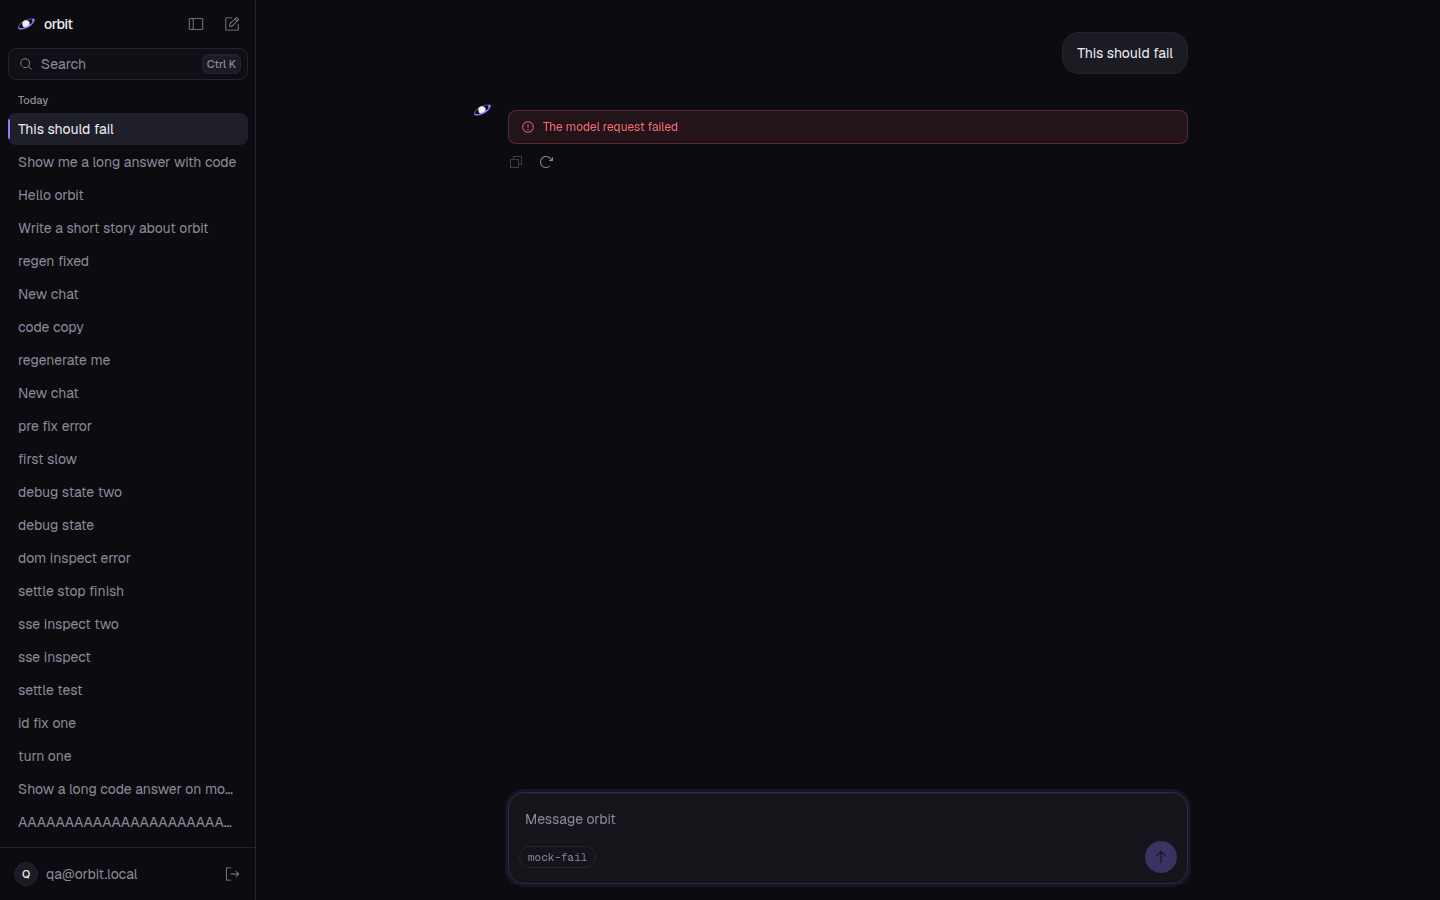 orbit
Search
Ctrl K
Today
This should fail
Show me a long answer with code
Hello orbit
Write a short story about orbit
regen fixed
New chat
code copy
regenerate me
New chat
pre fix error
first slow
debug state two
debug state
dom inspect error
settle stop finish
sse inspect two
sse inspect
settle test
id fix one
turn one
Show a long code answer on mo...
AAAAAAAAAAAAAAAAAAAAAA...
Q
qa@orbit.local
This should fail
The model request failed
Message orbit
mock-fail